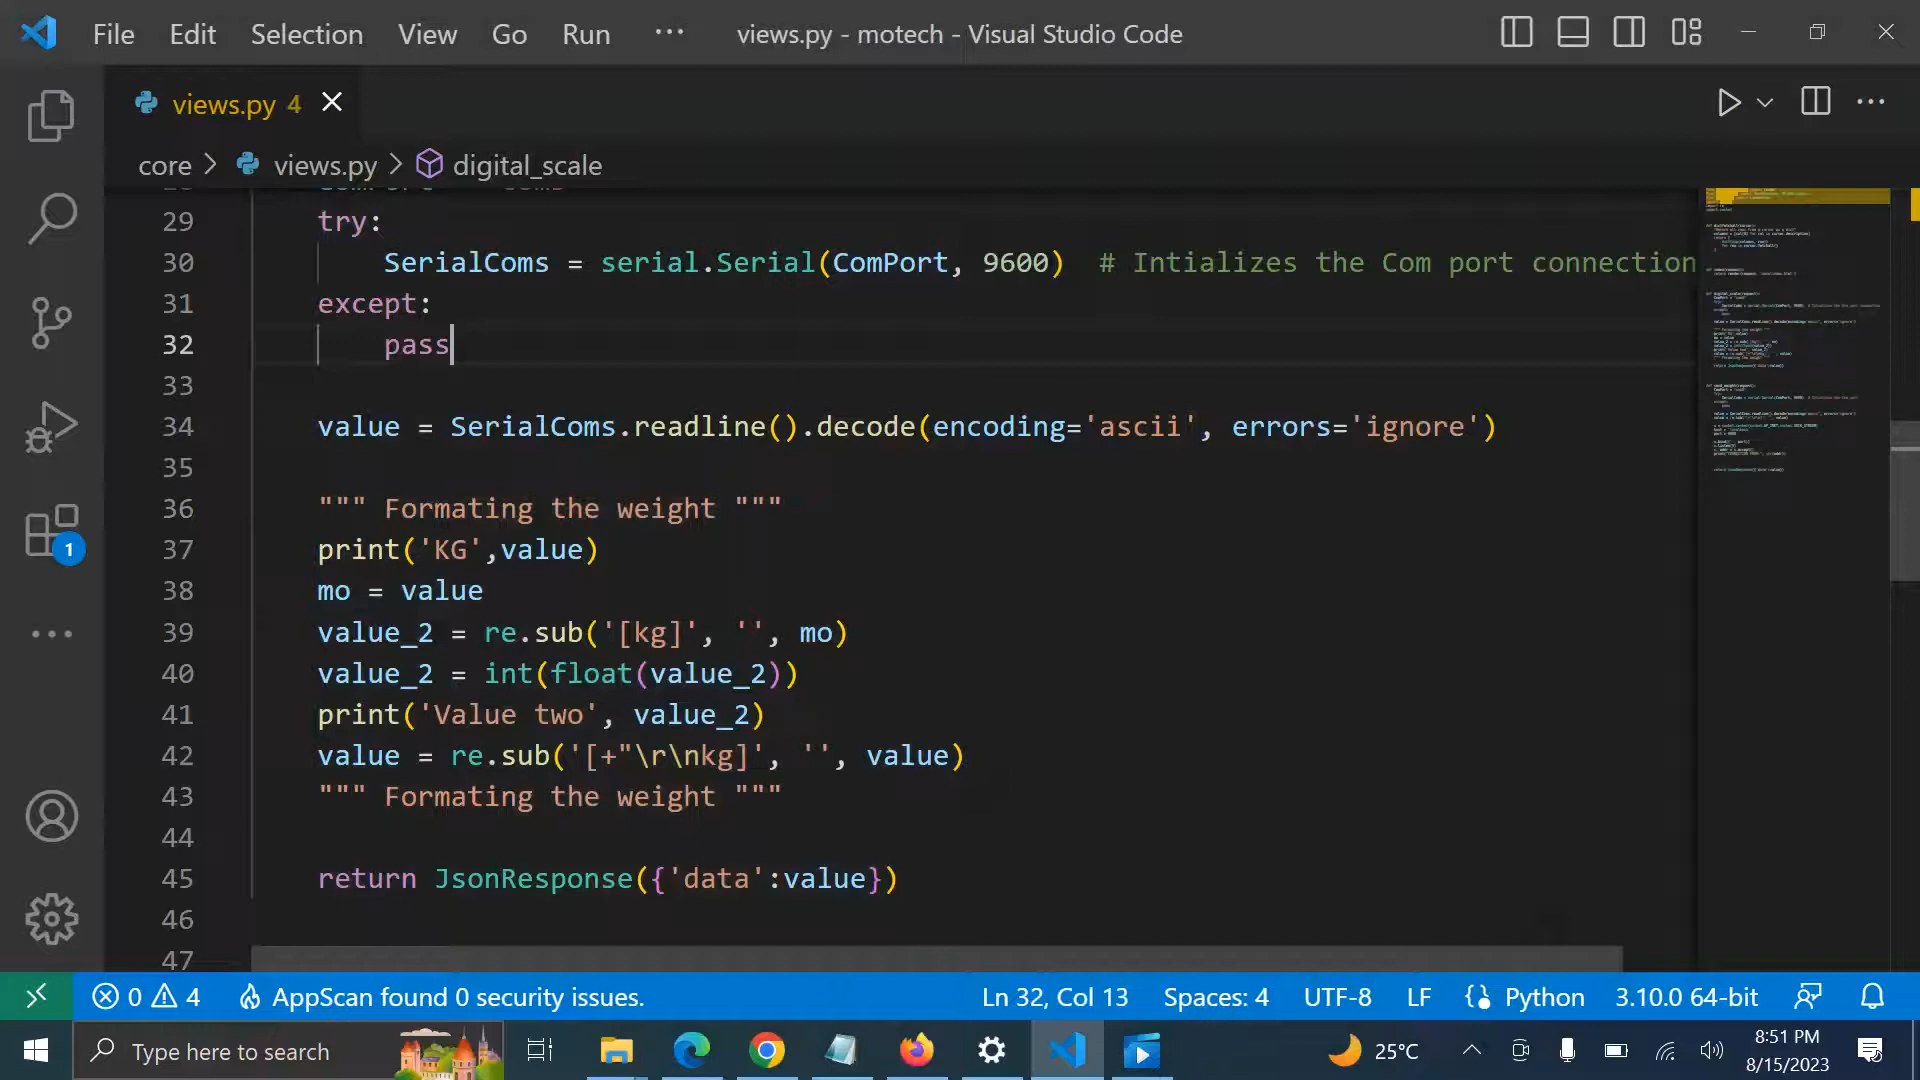 File Edit Selection View Go Run ··· views.py - motech - Visual Studio Code
views.py 4
core > views.py > digital_scale
29 try:
30 SerialComs = serial.Serial(ComPort, 9600) # Intializes the Com port connection
31 except:
32 pass
33
34 value = SerialComs.readline().decode(encoding='ascii', errors='ignore')
35
36 """ Formating the weight """
37 print('KG',value)
38 mo = value
39 value_2 = re.sub('[kg]', '', mo)
40 value_2 = int(float(value_2))
41 print('Value two', value_2)
42 value = re.sub('[+"\r\nkg]', '', value)
43 """ Formating the weight """
44
45 return JsonResponse({'data':value})
46
47
1
0 4 AppScan found 0 security issues. Ln 32, Col 13 Spaces: 4 UTF-8 LF Python 3.10.0 64-bit
Type here to search 25°C 8:51 PM
8/15/2023